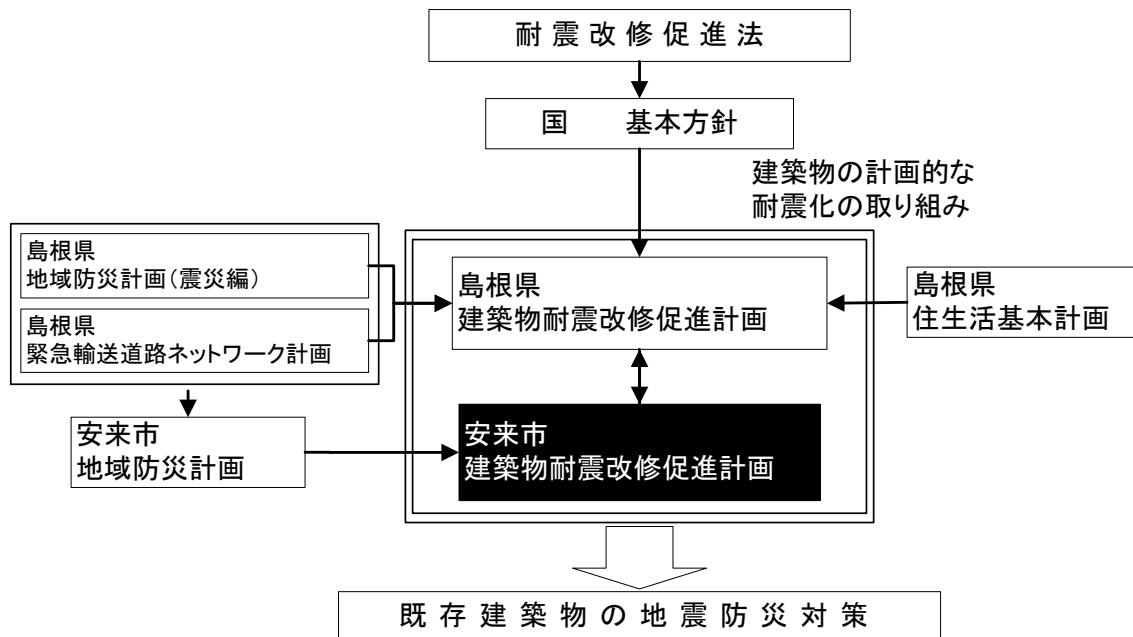 耐震改修促進法
国　基本方針
建築物の計画的な
耐震化の取り組み
島根県
地域防災計画（震災編）
島根県
緊急輸送道路ネットワーク計画
島根県
建築物耐震改修促進計画
島根県
住生活基本計画
安来市
地域防災計画
安来市
建築物耐震改修促進計画
既存建築物の地震防災対策